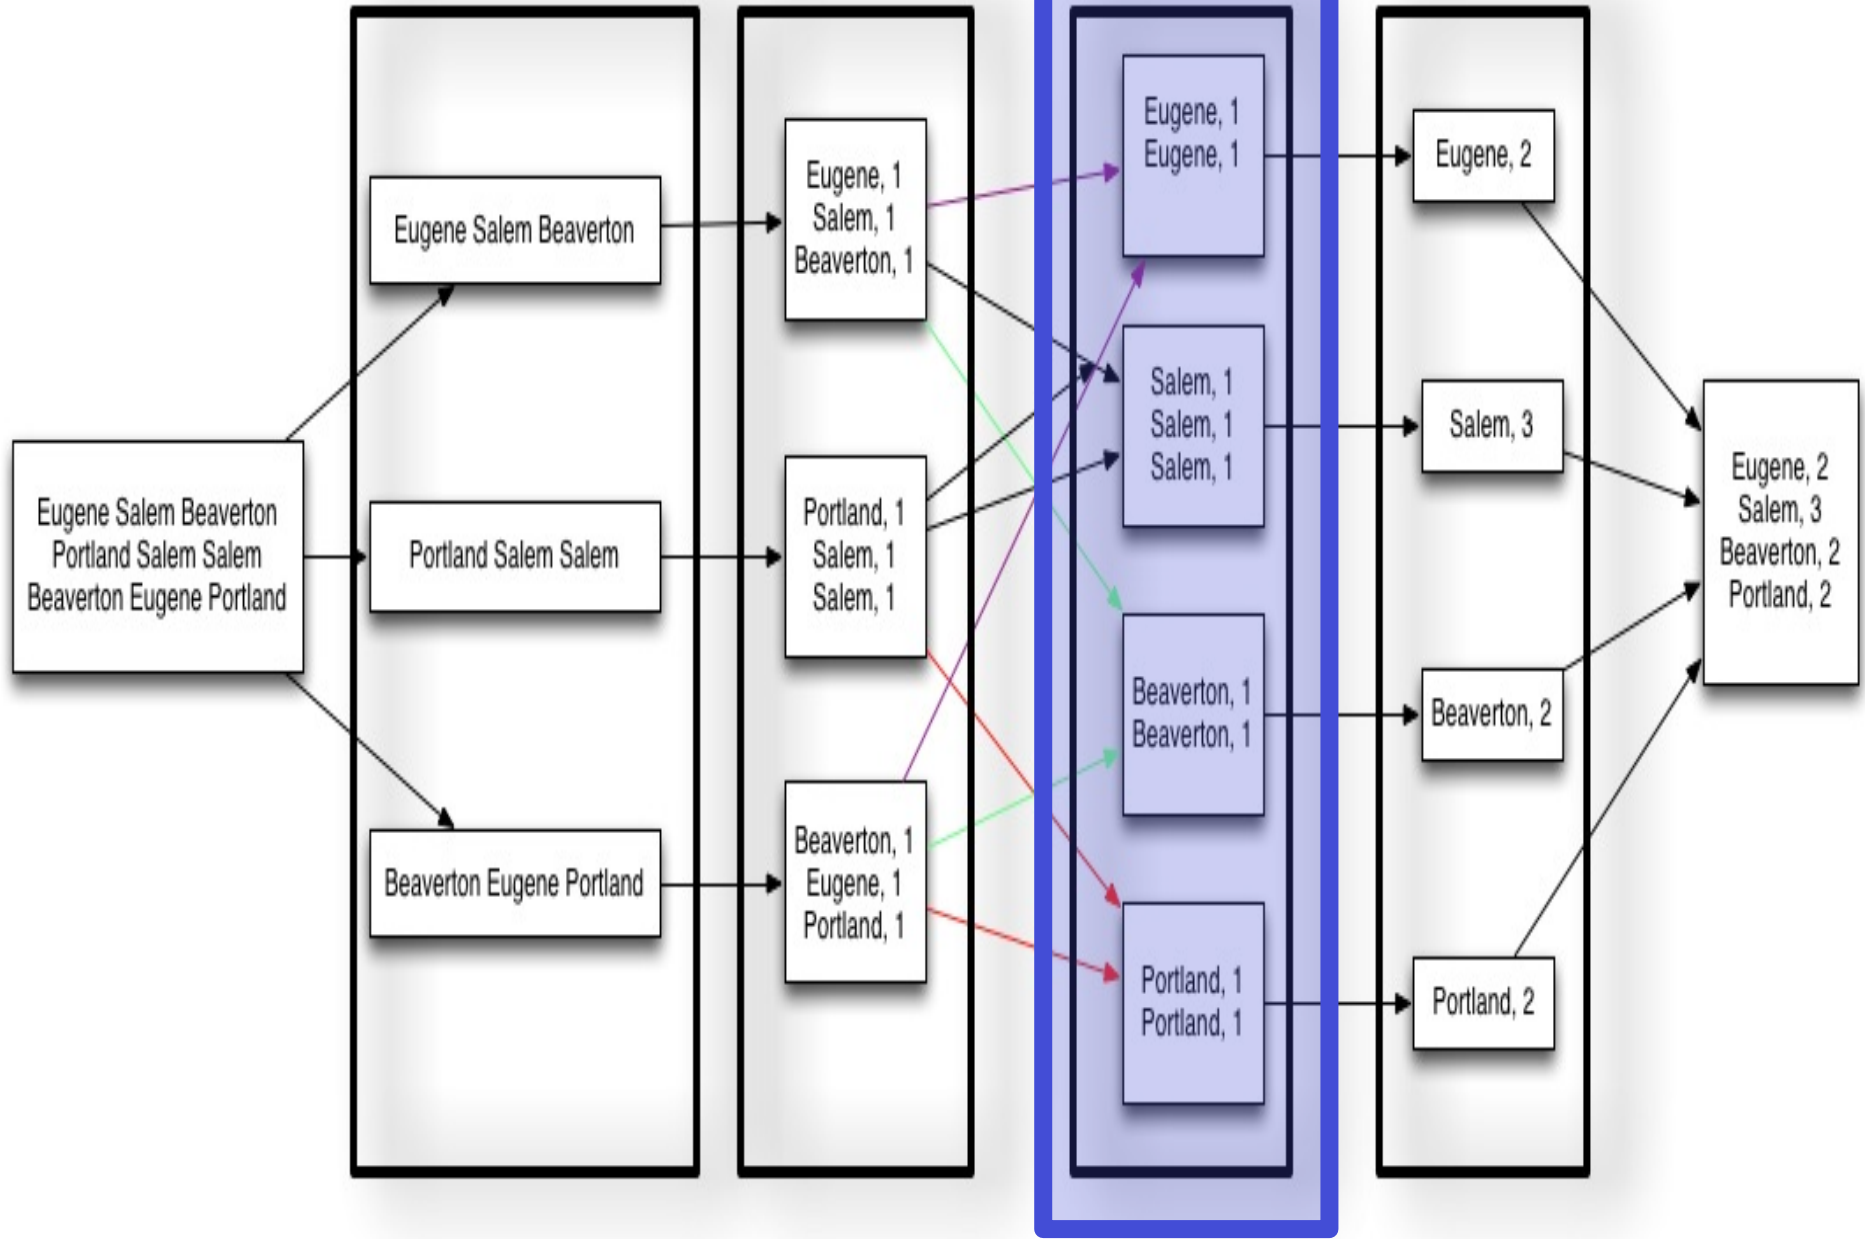 Eugene Salem Beaverton
Portland Salem Salem
Beaverton Eugene Portland
Eugene Salem Beaverton
Portland Salem Salem
Beaverton Eugene Portland
Eugene, 1
Salem, 1
Beaverton, 1
Portland, 1
Salem, 1
Salem, 1
Beaverton, 1
Eugene, 1
Portland, 1
Eugene, 1
Eugene, 1
Salem, 1
Salem, 1
Salem, 1
Beaverton, 1
Beaverton, 1
Portland, 1
Portland, 1
Eugene, 2
Salem, 3
Beaverton, 2
Portland, 2
Eugene, 2
Salem, 3
Beaverton, 2
Portland, 2